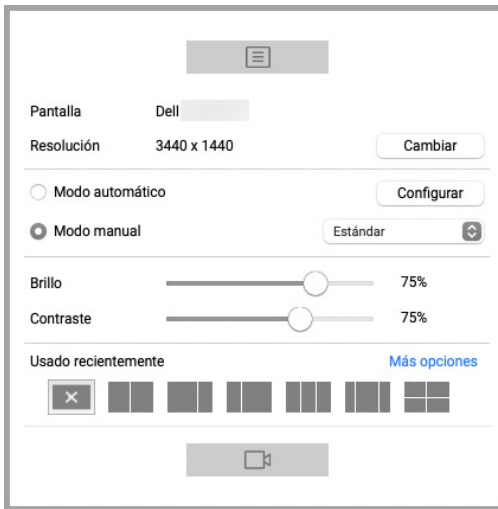 Pantalla Dell
Resolución 3440 x 1440 Cambiar
Modo automático Configurar
Modo manual Estándar
Brillo 75%
Contraste 75%
Usado recientemente Más opciones